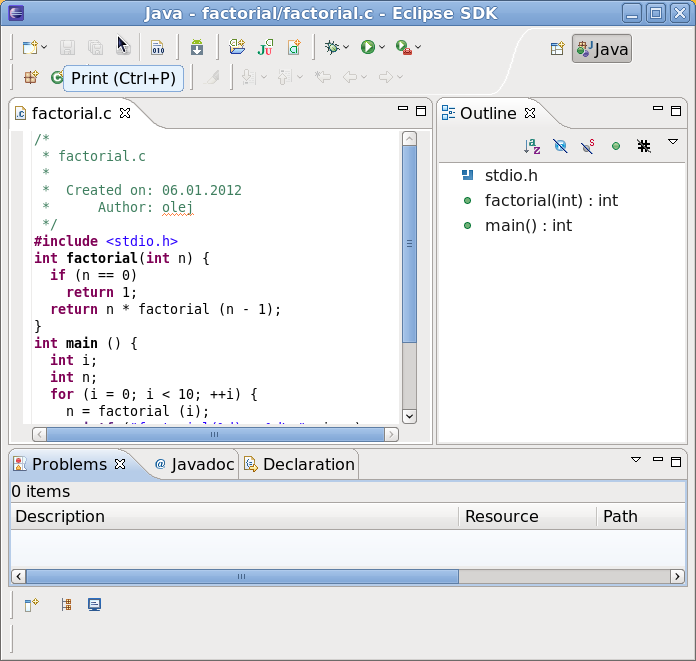 Java - factorial/factorial.c - Eclipse SDK
Java
Print (Ctrl+P)
factorial.c
/*
 * factorial.c
 *
 *  Created on: 06.01.2012
 *      Author: olej
 */
#include <stdio.h>
int factorial(int n) {
  if (n == 0)
    return 1;
  return n * factorial (n - 1);
}
int main () {
  int i;
  int n;
  for (i = 0; i < 10; ++i) {
    n = factorial (i);
Outline
stdio.h
factorial(int) : int
main() : int
Problems
@ Javadoc
Declaration
0 items
Description Resource Path